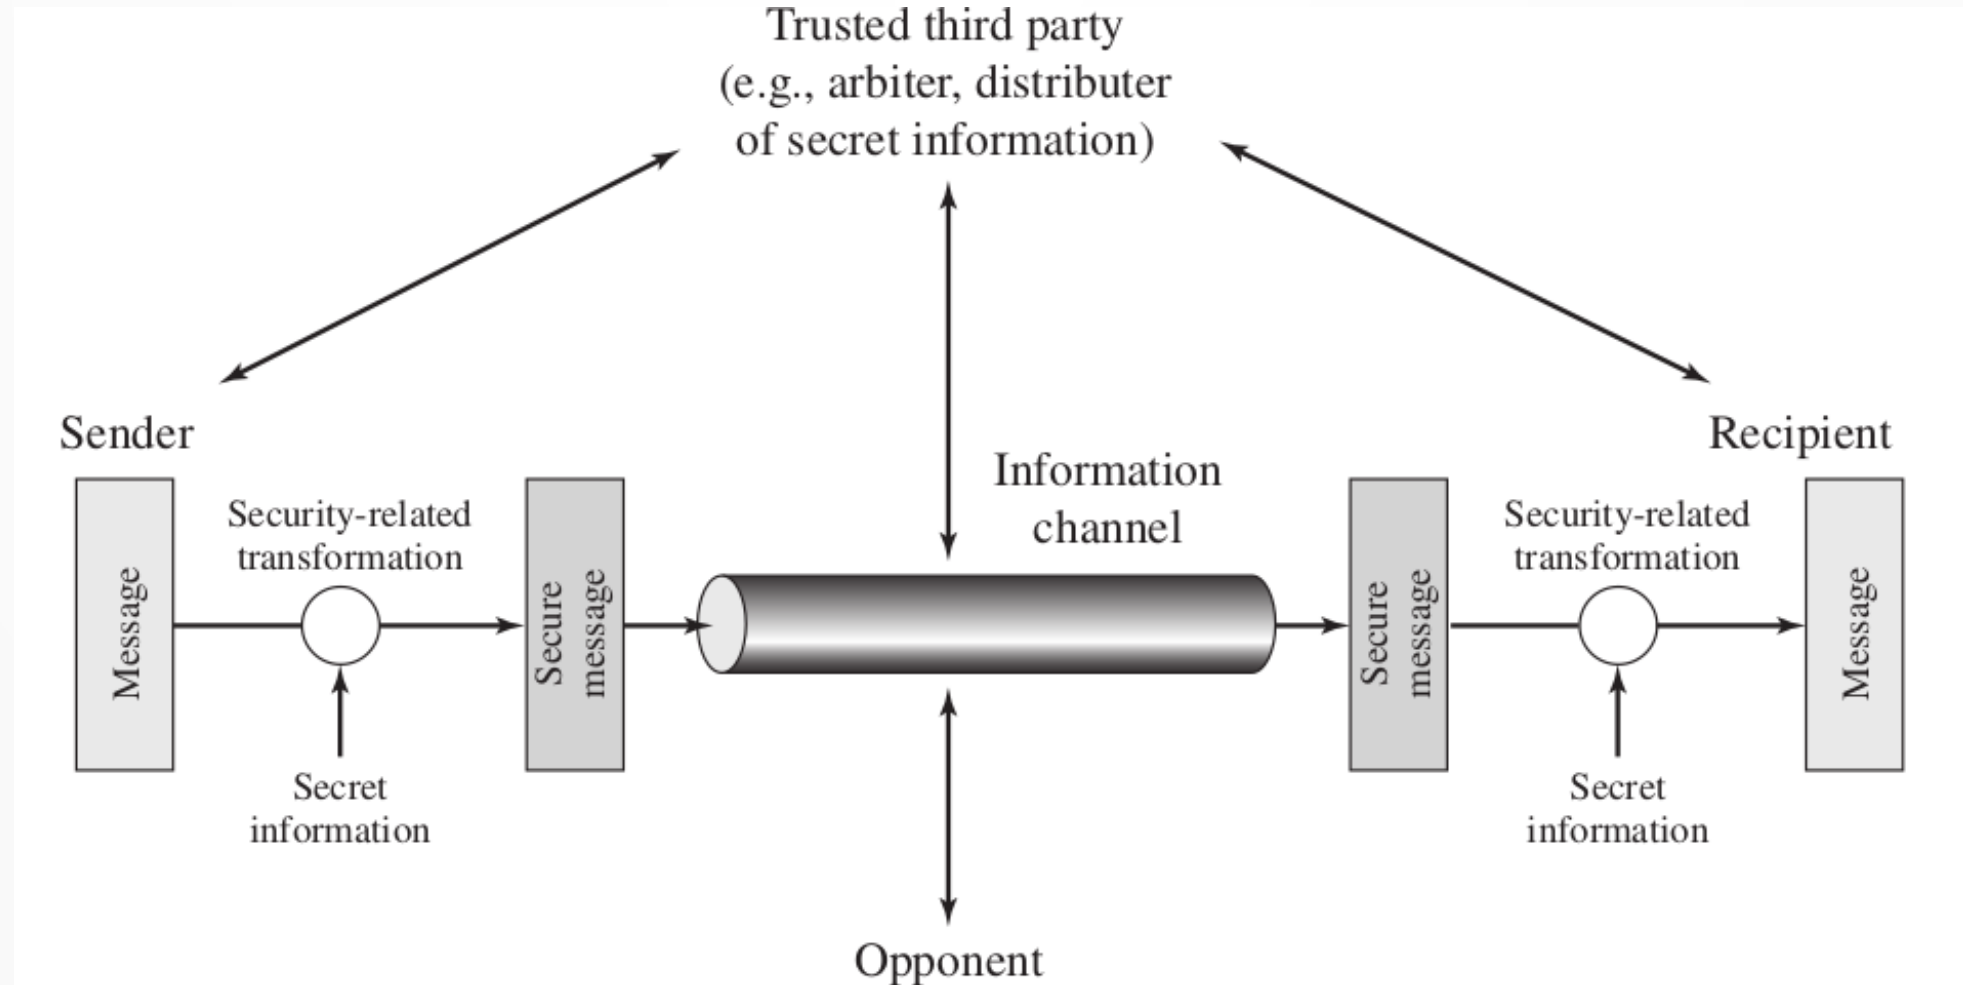 Trusted third party
(e.g., arbiter, distributer
of secret information)
Sender
Recipient
Information
channel
Security-related
transformation
Security-related
transformation
Message
Secure
message
Secure
message
Message
Secret
information
Secret
information
Opponent